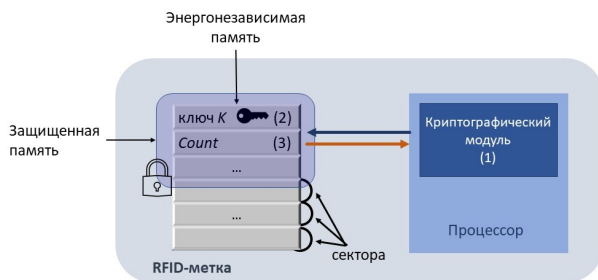 Энергонезависимая
память
Защищенная
память
ключ K (2)
Count (3)
...
...
сектора
Криптографический
модуль
(1)
Процессор
RFID-метка